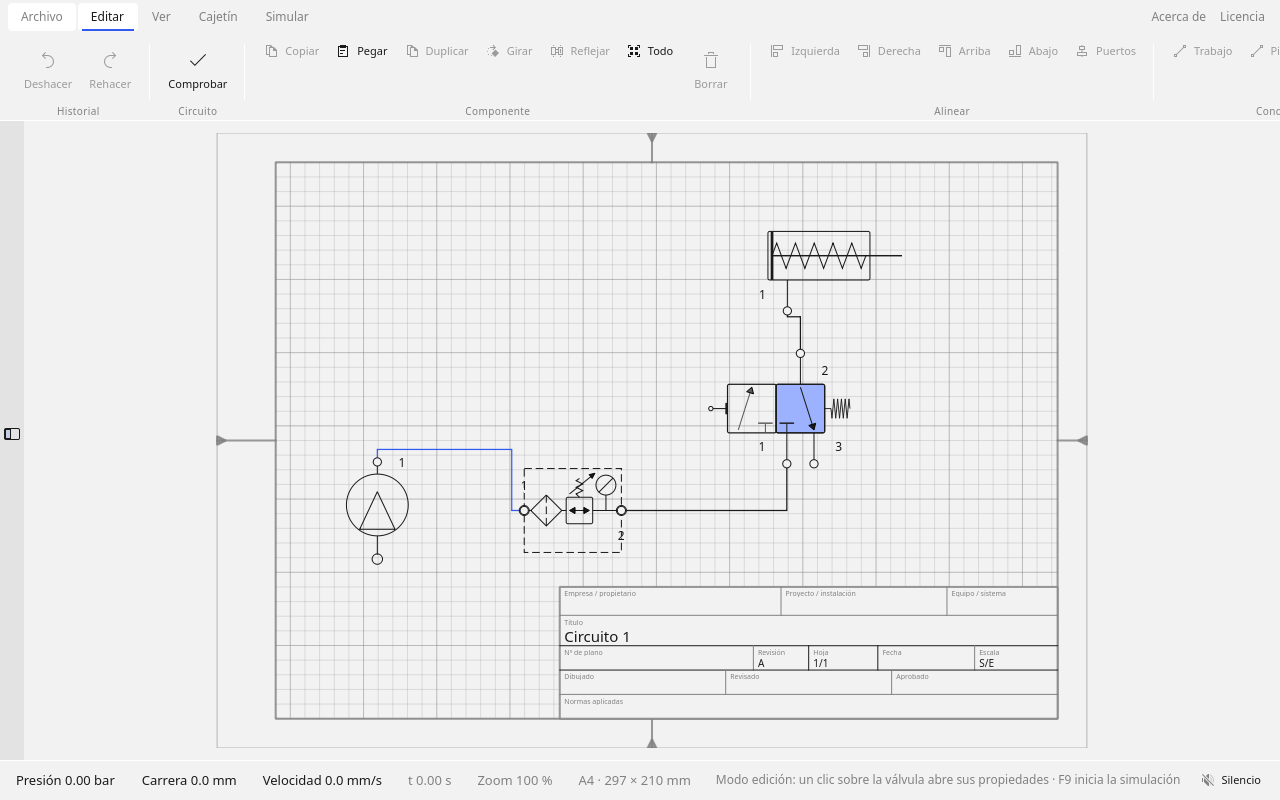 Archivo Editar Ver Cajetín Simular Acerca de Licencia
Copiar Pegar Duplicar Girar Reflejar Todo Izquierda Derecha Arriba Abajo Puertos Trabajo
Deshacer Rehacer Comprobar Borrar
Historial Circuito Componente Alinear
1
2
1 3
1
1
2
Empresa / propietario Proyecto / instalación Equipo / sistema
Título
Circuito 1
N° de plano Revisión Hoja Fecha Escala
A 1/1 S/E
Dibujado Revisado Aprobado
Normas aplicadas
Presión 0.00 bar Carrera 0.0 mm Velocidad 0.0 mm/s t 0.00 s Zoom 100 % A4 · 297 × 210 mm Modo edición: un clic sobre la válvula abre sus propiedades · F9 inicia la simulación Silencio